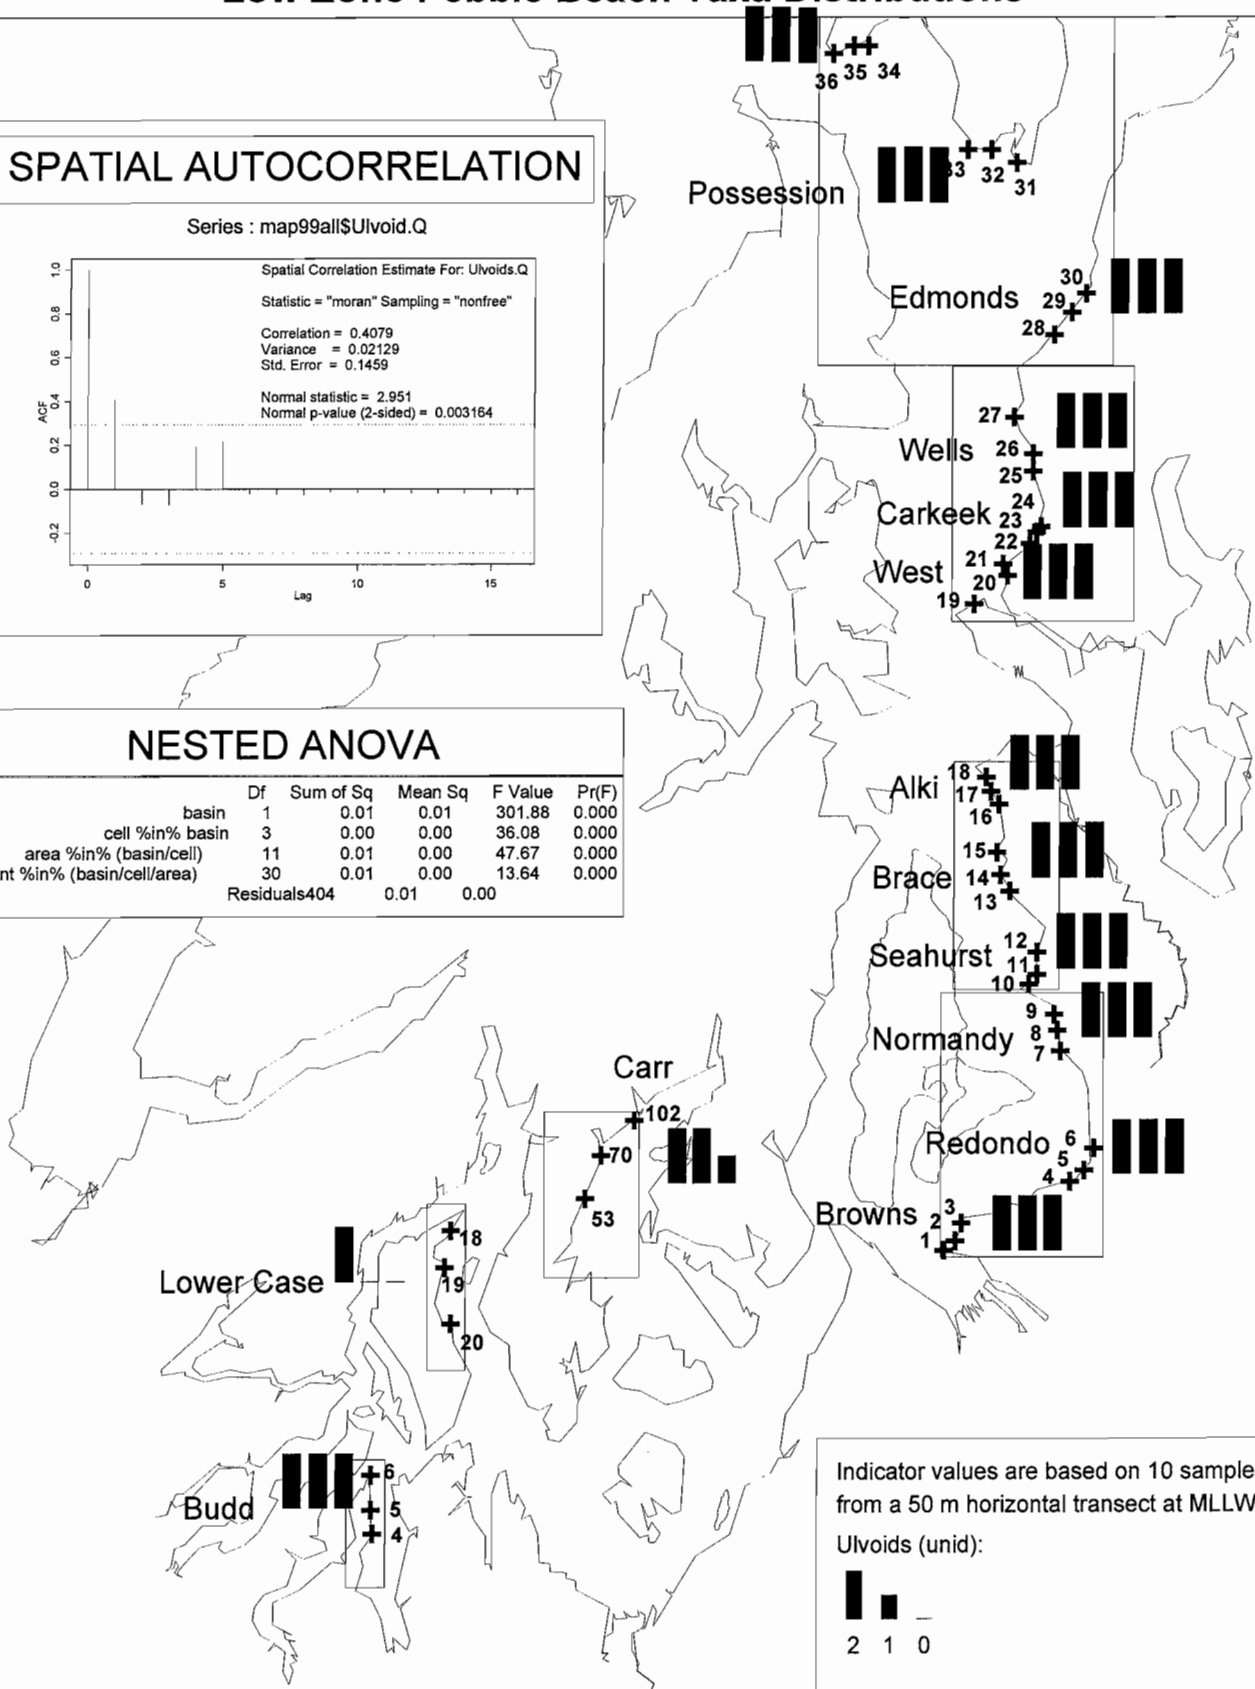 Low Zone Pebble Beach Taxa Distributions
36 35 34
SPATIAL AUTOCORRELATION
Series : map99all$Ulvoid.Q
Spatial Correlation Estimate For: Ulvoids.Q
Statistic = "moran" Sampling = "nonfree"
Correlation = 0.4079
Variance = 0.02129
Std. Error = 0.1459
Normal statistic = 2.951
Normal p-value (2-sided) = 0.003164
ACF
1.0
0.8
0.6
0.4
0.2
0.0
-0.2
0 5 10 15
Lag
Possession
33 32 31
Edmonds
30
29
28
Wells
27
26
25
Carkeek
24
23
22
West
21
20
19
NESTED ANOVA
Df Sum of Sq Mean Sq F Value Pr(F)
basin 1 0.01 0.01 301.88 0.000
cell %in% basin 3 0.00 0.00 36.08 0.000
area %in% (basin/cell) 11 0.01 0.00 47.67 0.000
nt %in% (basin/cell/area) 30 0.01 0.00 13.64 0.000
Residuals404 0.01 0.00
Alki
18
17
16
Brace
15
14
13
Seahurst
12
11
10
Normandy
9
8
7
Redondo
6
5
4
Browns
3
2
1
Carr
102
70
53
Lower Case
18
19
20
Budd
6
5
4
Indicator values are based on 10 sample
from a 50 m horizontal transect at MLLW
Ulvoids (unid):
2 1 0